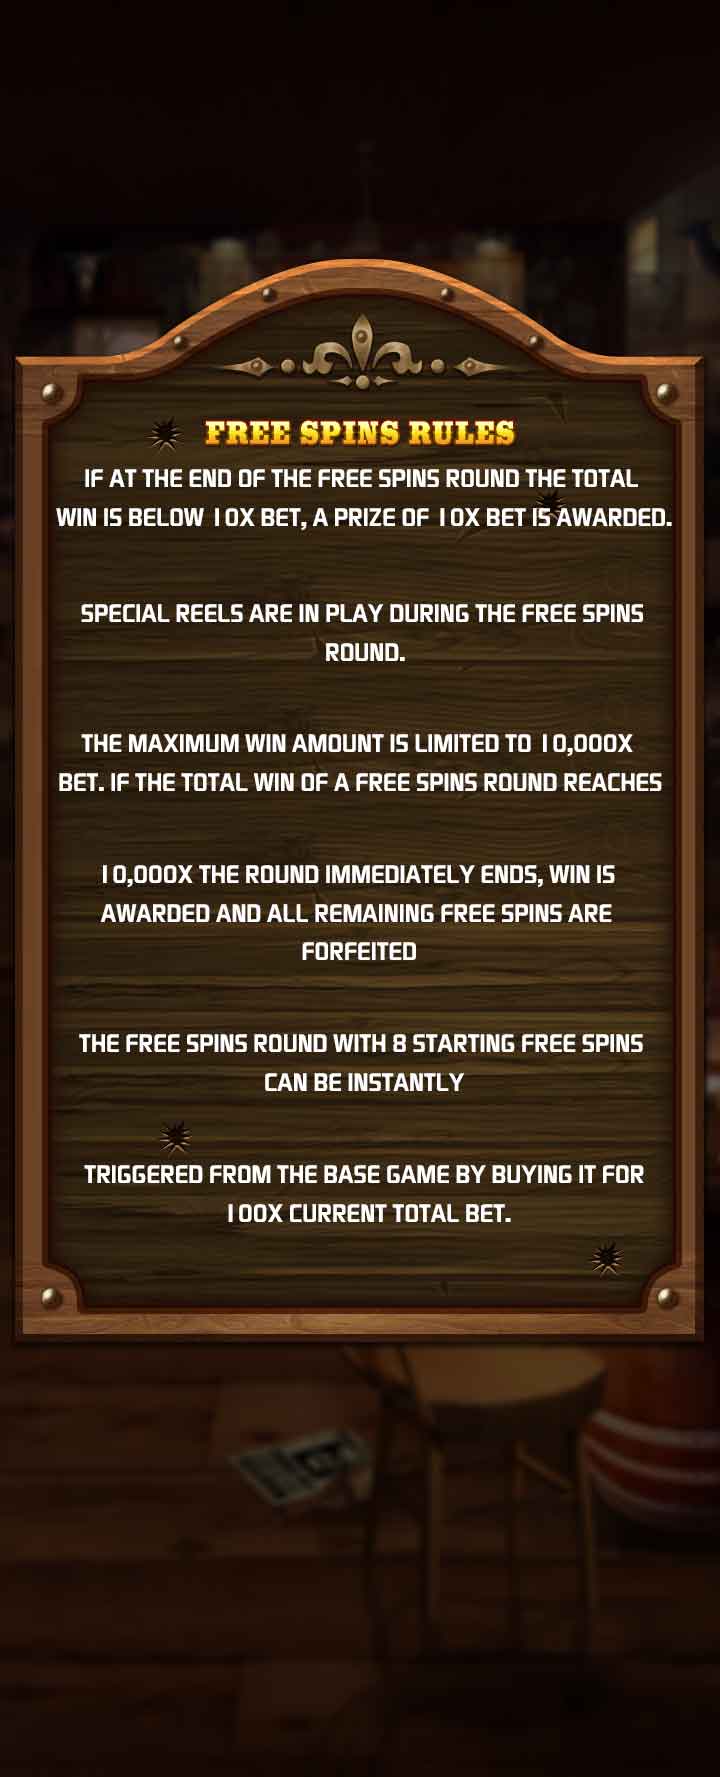 FREE SPINS RULES
IF AT THE END OF THE FREE SPINS ROUND THE TOTAL
WIN IS BELOW 10X BET, A PRIZE OF 10X BET IS AWARDED.
SPECIAL REELS ARE IN PLAY DURING THE FREE SPINS
ROUND.
THE MAXIMUM WIN AMOUNT IS LIMITED TO 10,000X
BET. IF THE TOTAL WIN OF A FREE SPINS ROUND REACHES
10,000X THE ROUND IMMEDIATELY ENDS, WIN IS
AWARDED AND ALL REMAINING FREE SPINS ARE
FORFEITED
THE FREE SPINS ROUND WITH 8 STARTING FREE SPINS
CAN BE INSTANTLY
TRIGGERED FROM THE BASE GAME BY BUYING IT FOR
100X CURRENT TOTAL BET.